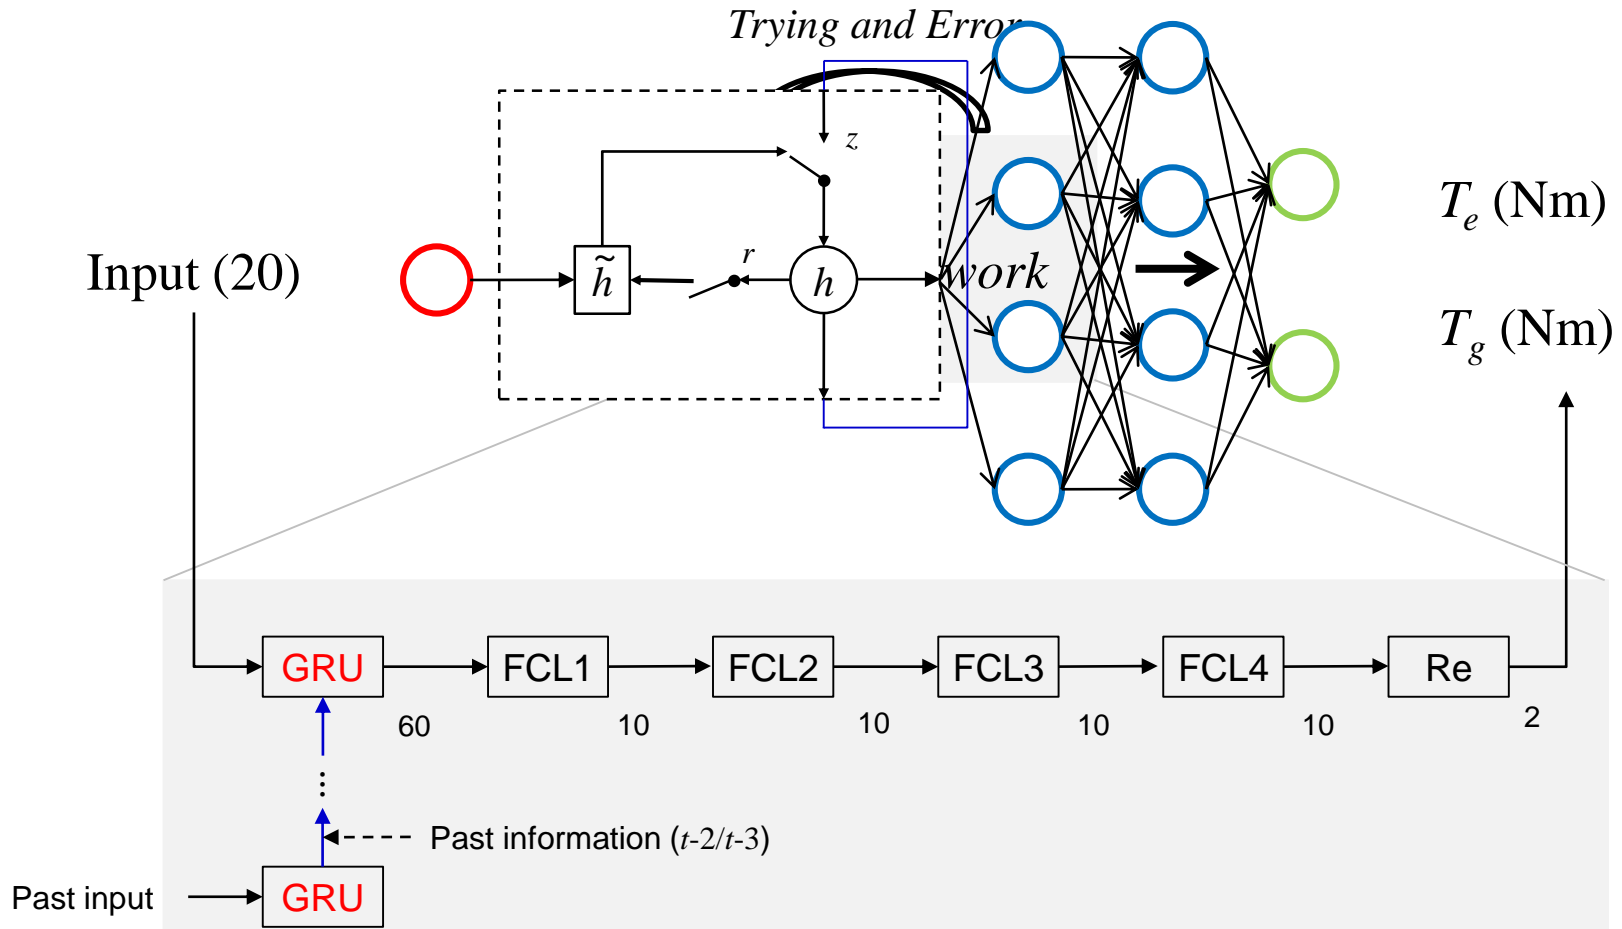 Trying and Error
z
r
h̃
h
work
Input (20)
T_e (Nm)
T_g (Nm)
GRU
FCL1
FCL2
FCL3
FCL4
Re
60
10
10
10
10
2
⋮
Past information (t-2/t-3)
Past input
GRU